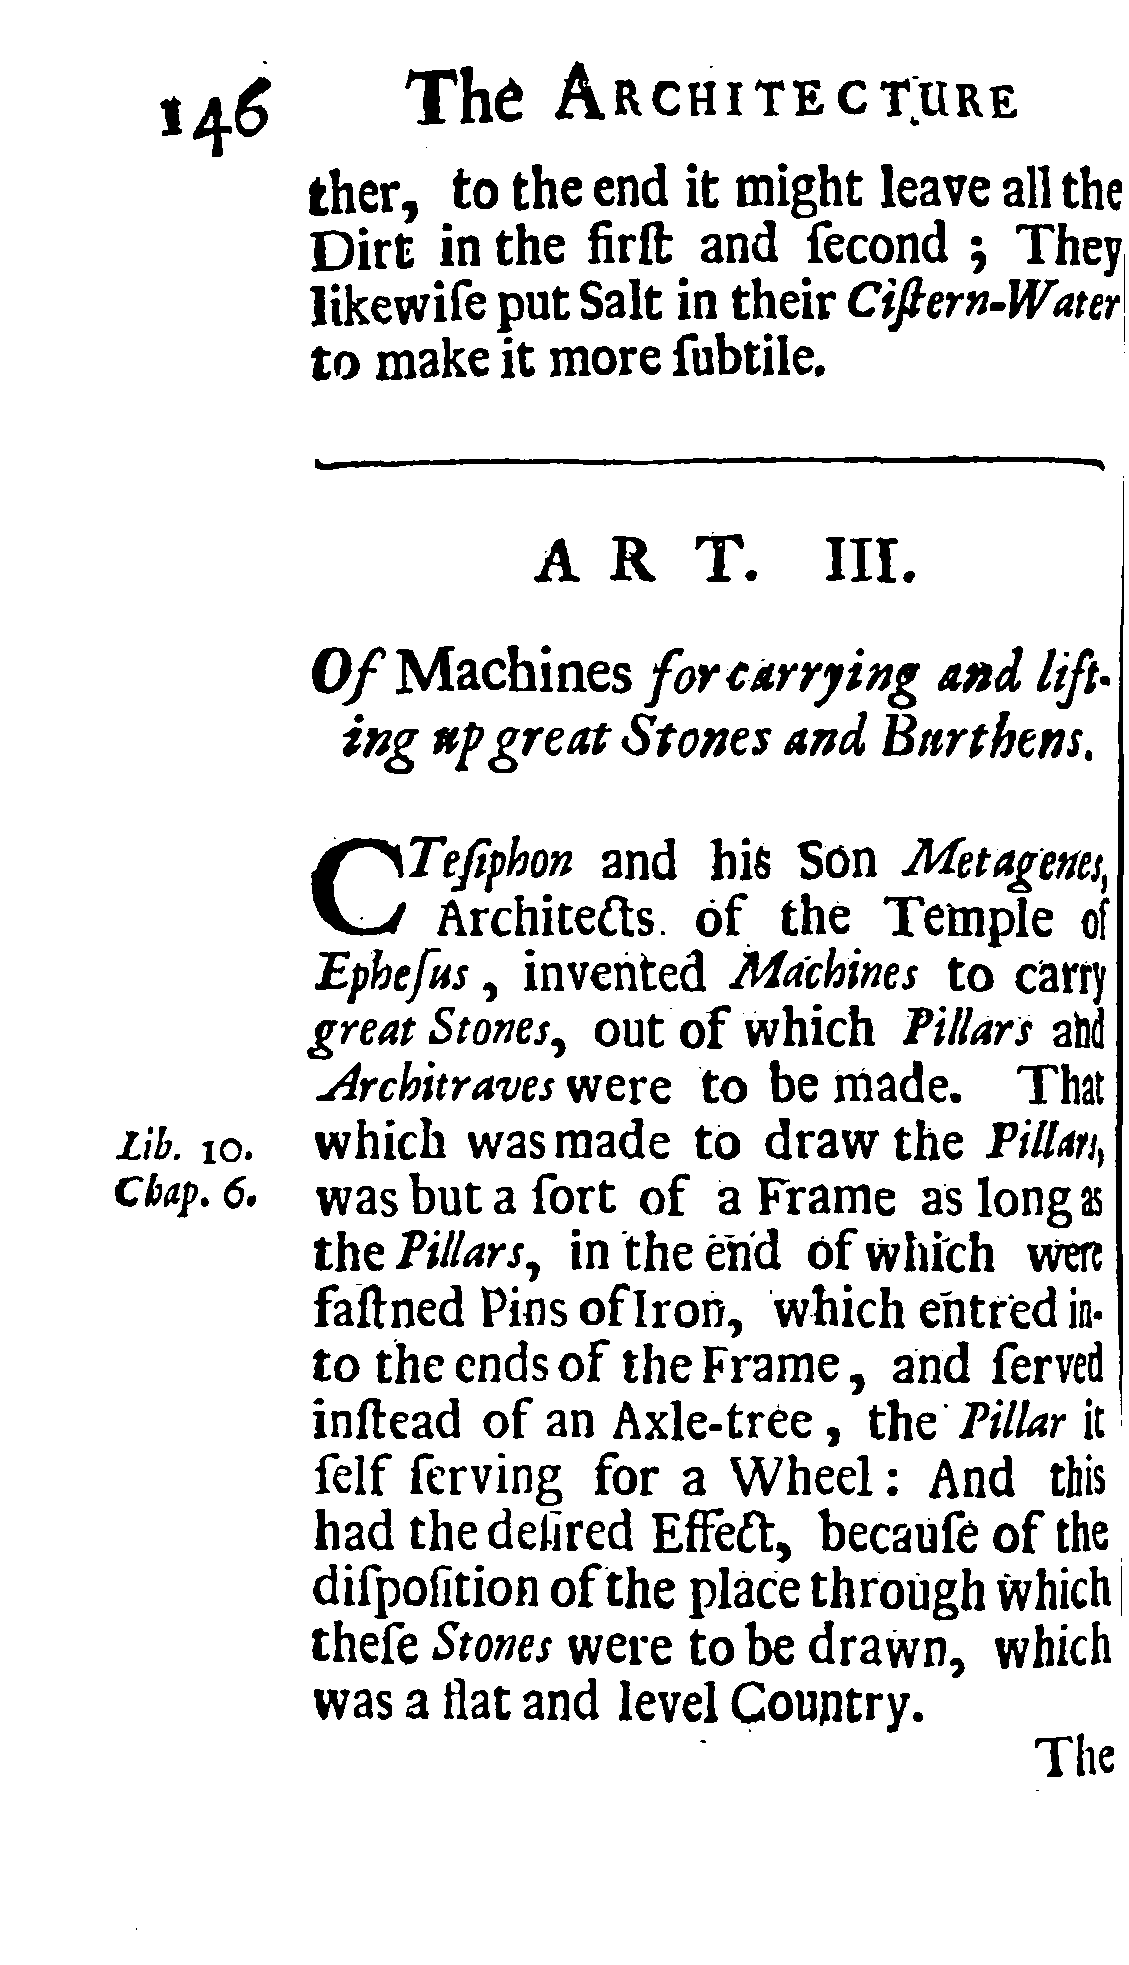 146 The ARCHITECTURE
ther, to the end it might leave all the
Dirt in the firſt and ſecond ; They
likewiſe put Salt in their Ciſtern-Water
to make it more ſubtile.
ART. III.
Of Machines for carrying and lift-
ing up great Stones and Burthens.
CTeſiphon and his Son Metagenes,
Architects of the Temple of
Epheſus , invented Machines to carry
great Stones, out of which Pillars and
Architraves were to be made. That
Lib. 10. which was made to draw the Pillars,
Chap. 6. was but a ſort of a Frame as long as
the Pillars, in the end of which were
faſtned Pins of Iron, which entred in-
to the ends of the Frame , and ſerved
inſtead of an Axle-tree , the Pillar it
ſelf ſerving for a Wheel : And this
had the deſired Effect, becauſe of the
diſpoſition of the place through which
theſe Stones were to be drawn, which
was a flat and level Country.
The